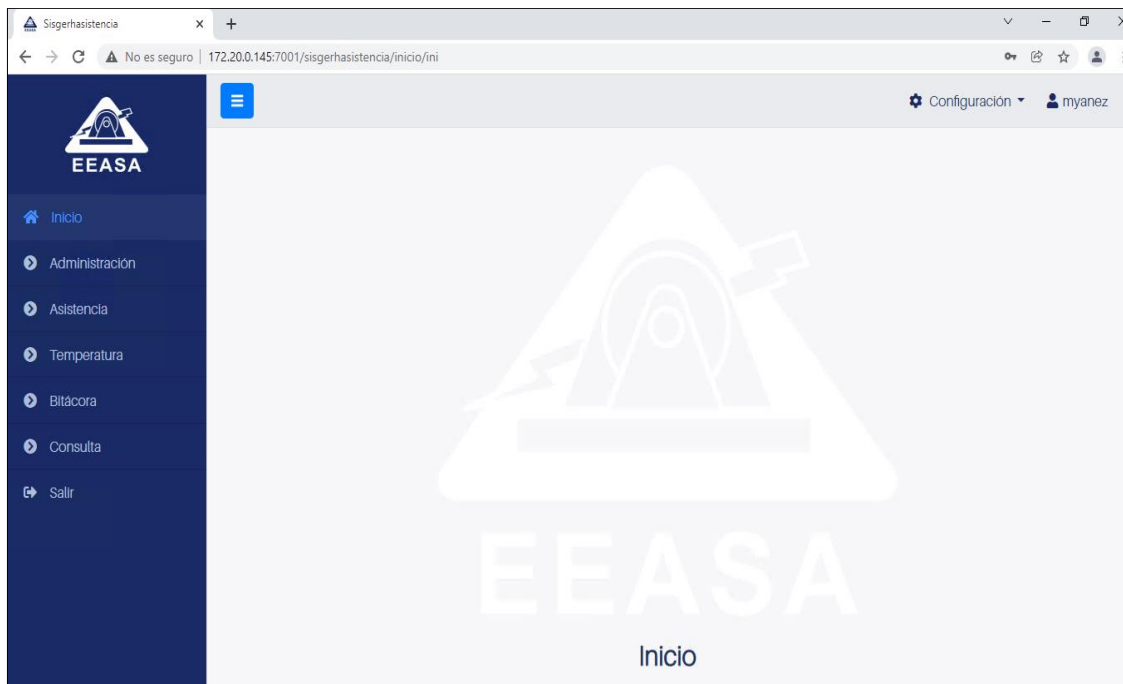 Sisgerhasistencia
No es seguro 172.20.0.145:7001/sisgerhasistencia/inicio/ini
EEASA
Configuración
myanez
Inicio
Administración
Asistencia
Temperatura
Bitácora
Consulta
Salir
EEASA
Inicio